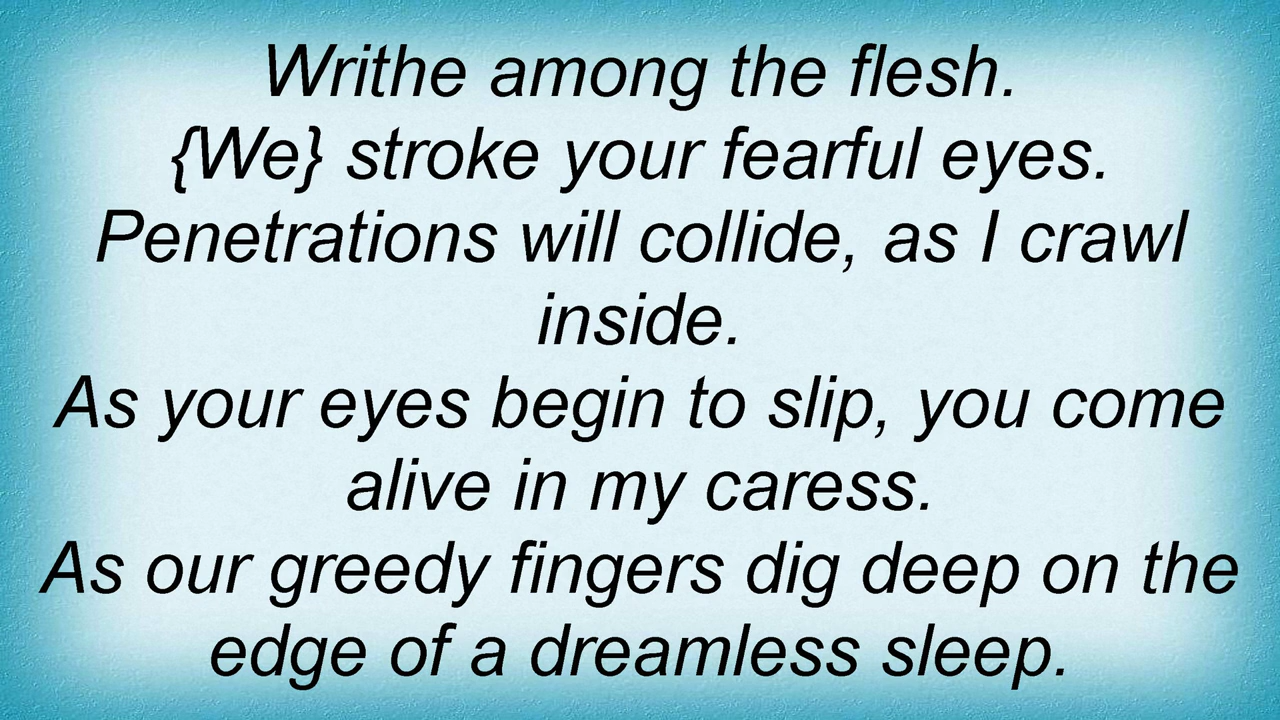 Writhe among the flesh.
{We} stroke your fearful eyes.
Penetrations will collide, as I crawl
inside.
As your eyes begin to slip, you come
alive in my caress.
As our greedy fingers dig deep on the
edge of a dreamless sleep.